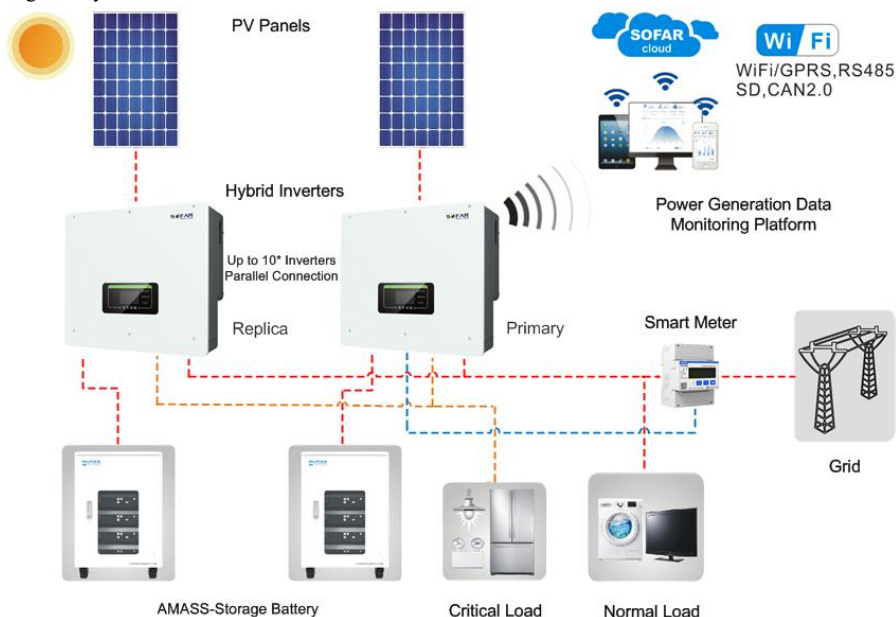 PV Panels
SOFAR
cloud
Wi Fi
WiFi/GPRS,RS485
SD,CAN2.0
Hybrid Inverters
SOFAR
SOFAR
Power Generation Data
Monitoring Platform
Up to 10* Inverters
Parallel Connection
Replica
Primary
Smart Meter
Grid
AMASS-Storage Battery
Critical Load
Normal Load